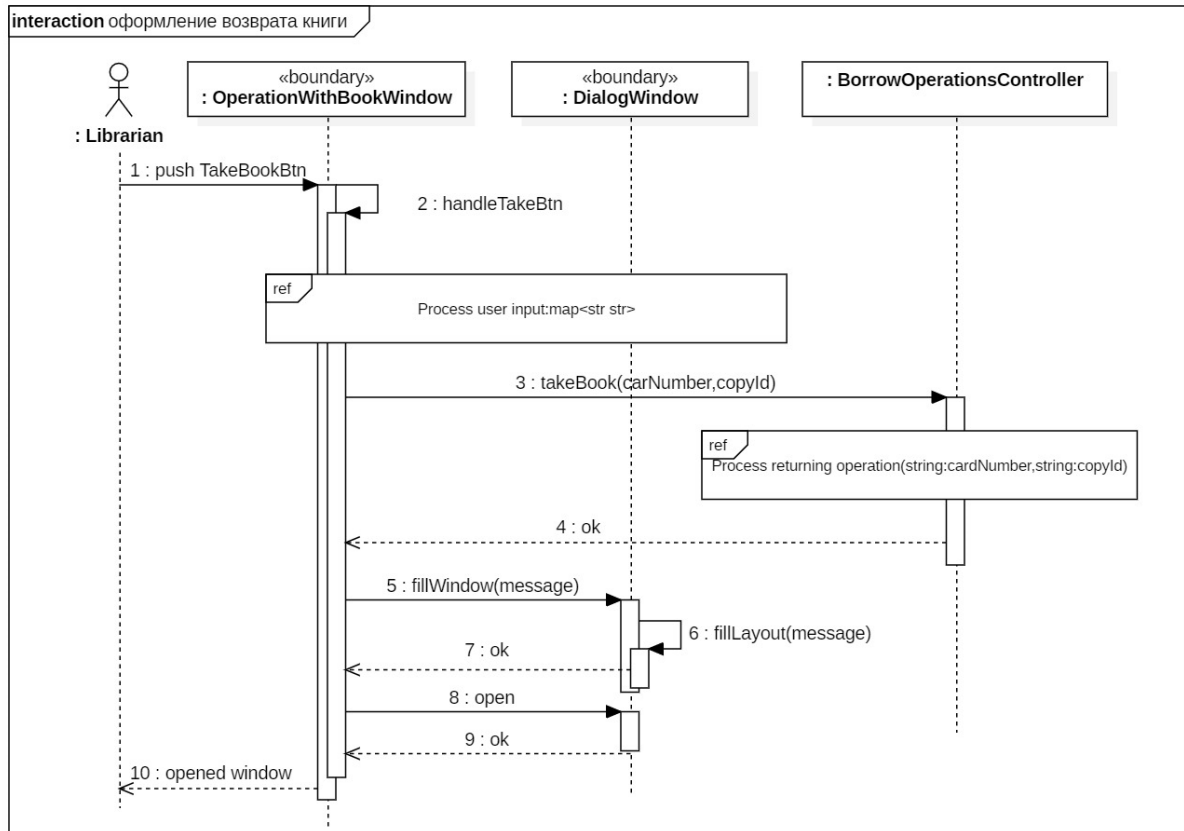 interaction оформление возврата книги
«boundary»
: OperationWithBookWindow
«boundary»
: DialogWindow
: BorrowOperationsController
: Librarian
1 : push TakeBookBtn
2 : handleTakeBtn
ref
Process user input:map<str str>
3 : takeBook(carNumber,copyId)
ref
Process returning operation(string:cardNumber,string:copyId)
4 : ok
5 : fillWindow(message)
6 : fillLayout(message)
7 : ok
8 : open
9 : ok
10 : opened window